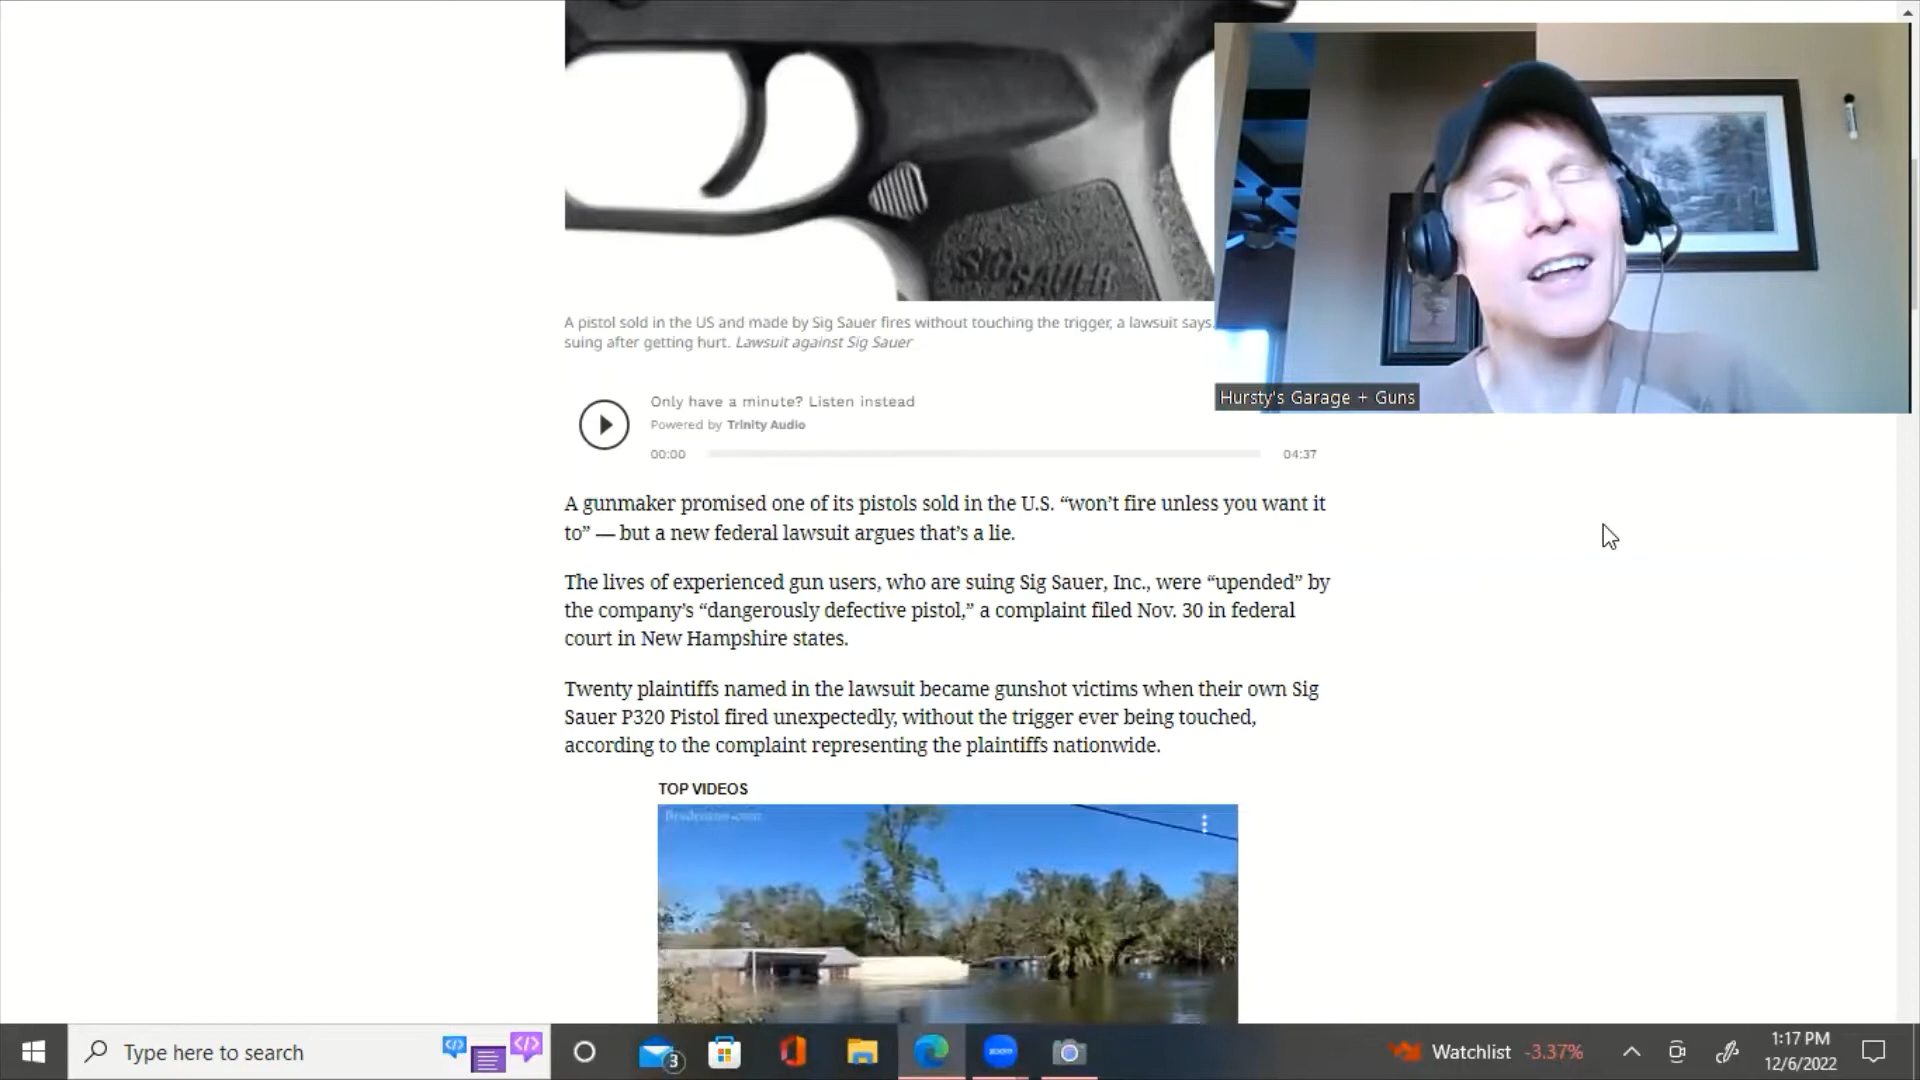 SIG SAUER
A pistol sold in the US and made by Sig Sauer fires without touching the trigger, a lawsuit says.
suing after getting hurt. Lawsuit against Sig Sauer
Hursty's Garage + Guns
Only have a minute? Listen instead
Powered by Trinity Audio
00:00
04:37
A gunmaker promised one of its pistols sold in the U.S. “won’t fire unless you want it
to” — but a new federal lawsuit argues that’s a lie.
The lives of experienced gun users, who are suing Sig Sauer, Inc., were “upended” by
the company’s “dangerously defective pistol,” a complaint filed Nov. 30 in federal
court in New Hampshire states.
Twenty plaintiffs named in the lawsuit became gunshot victims when their own Sig
Sauer P320 Pistol fired unexpectedly, without the trigger ever being touched,
according to the complaint representing the plaintiffs nationwide.
TOP VIDEOS
Bradenton.com
Type here to search
3
zoom
Watchlist -3.37%
1:17 PM
12/6/2022